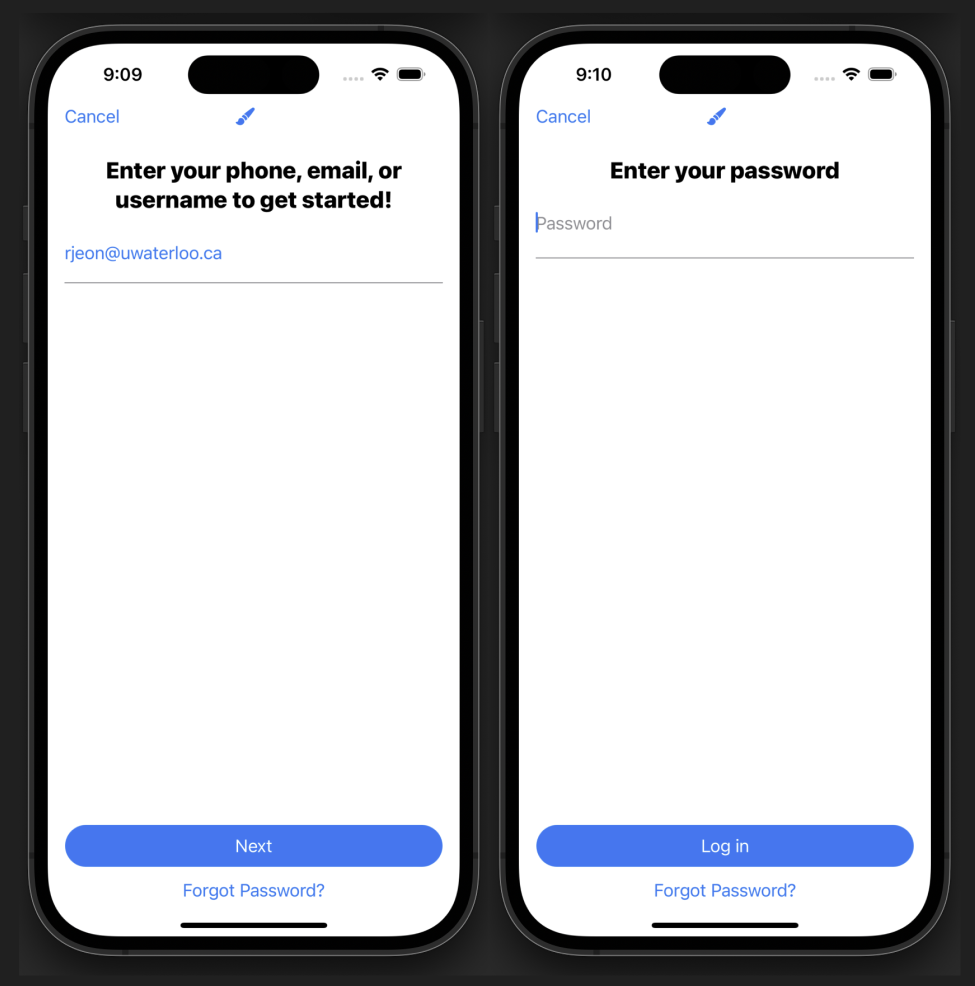 9:09
Cancel
Enter your phone, email, or
username to get started!
rjeon@uwaterloo.ca
Next
Forgot Password?
9:10
Cancel
Enter your password
Password
Log in
Forgot Password?